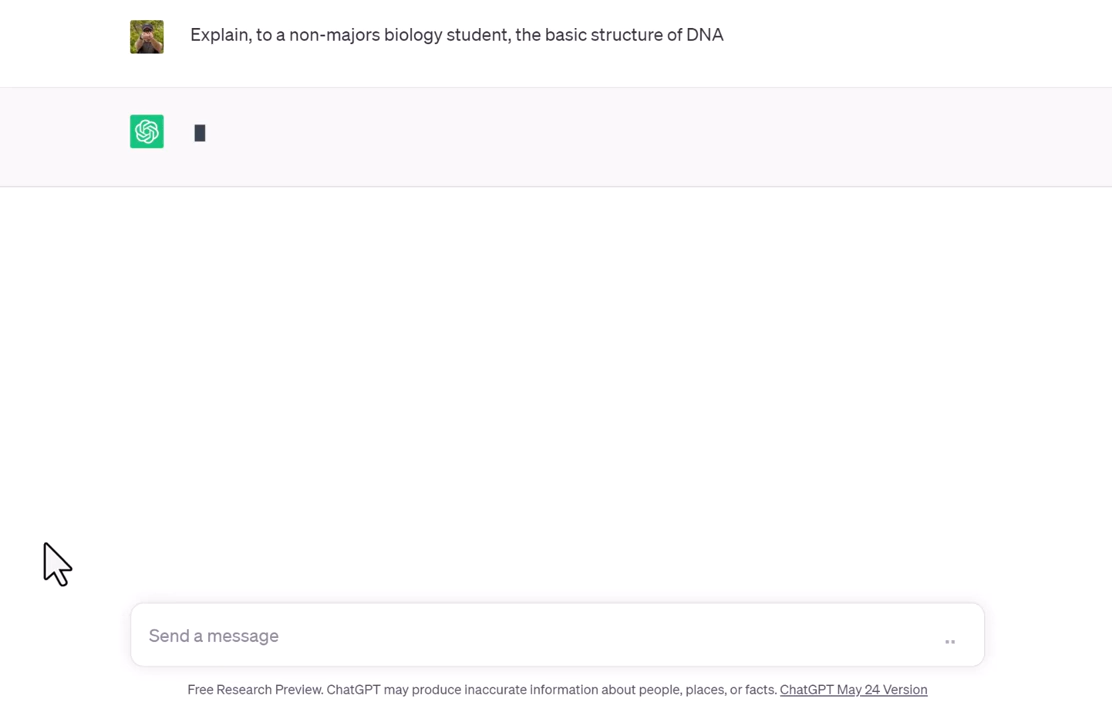 Explain, to a non-majors biology student, the basic structure of DNA
Send a message
Free Research Preview. ChatGPT may produce inaccurate information about people, places, or facts. ChatGPT May 24 Version